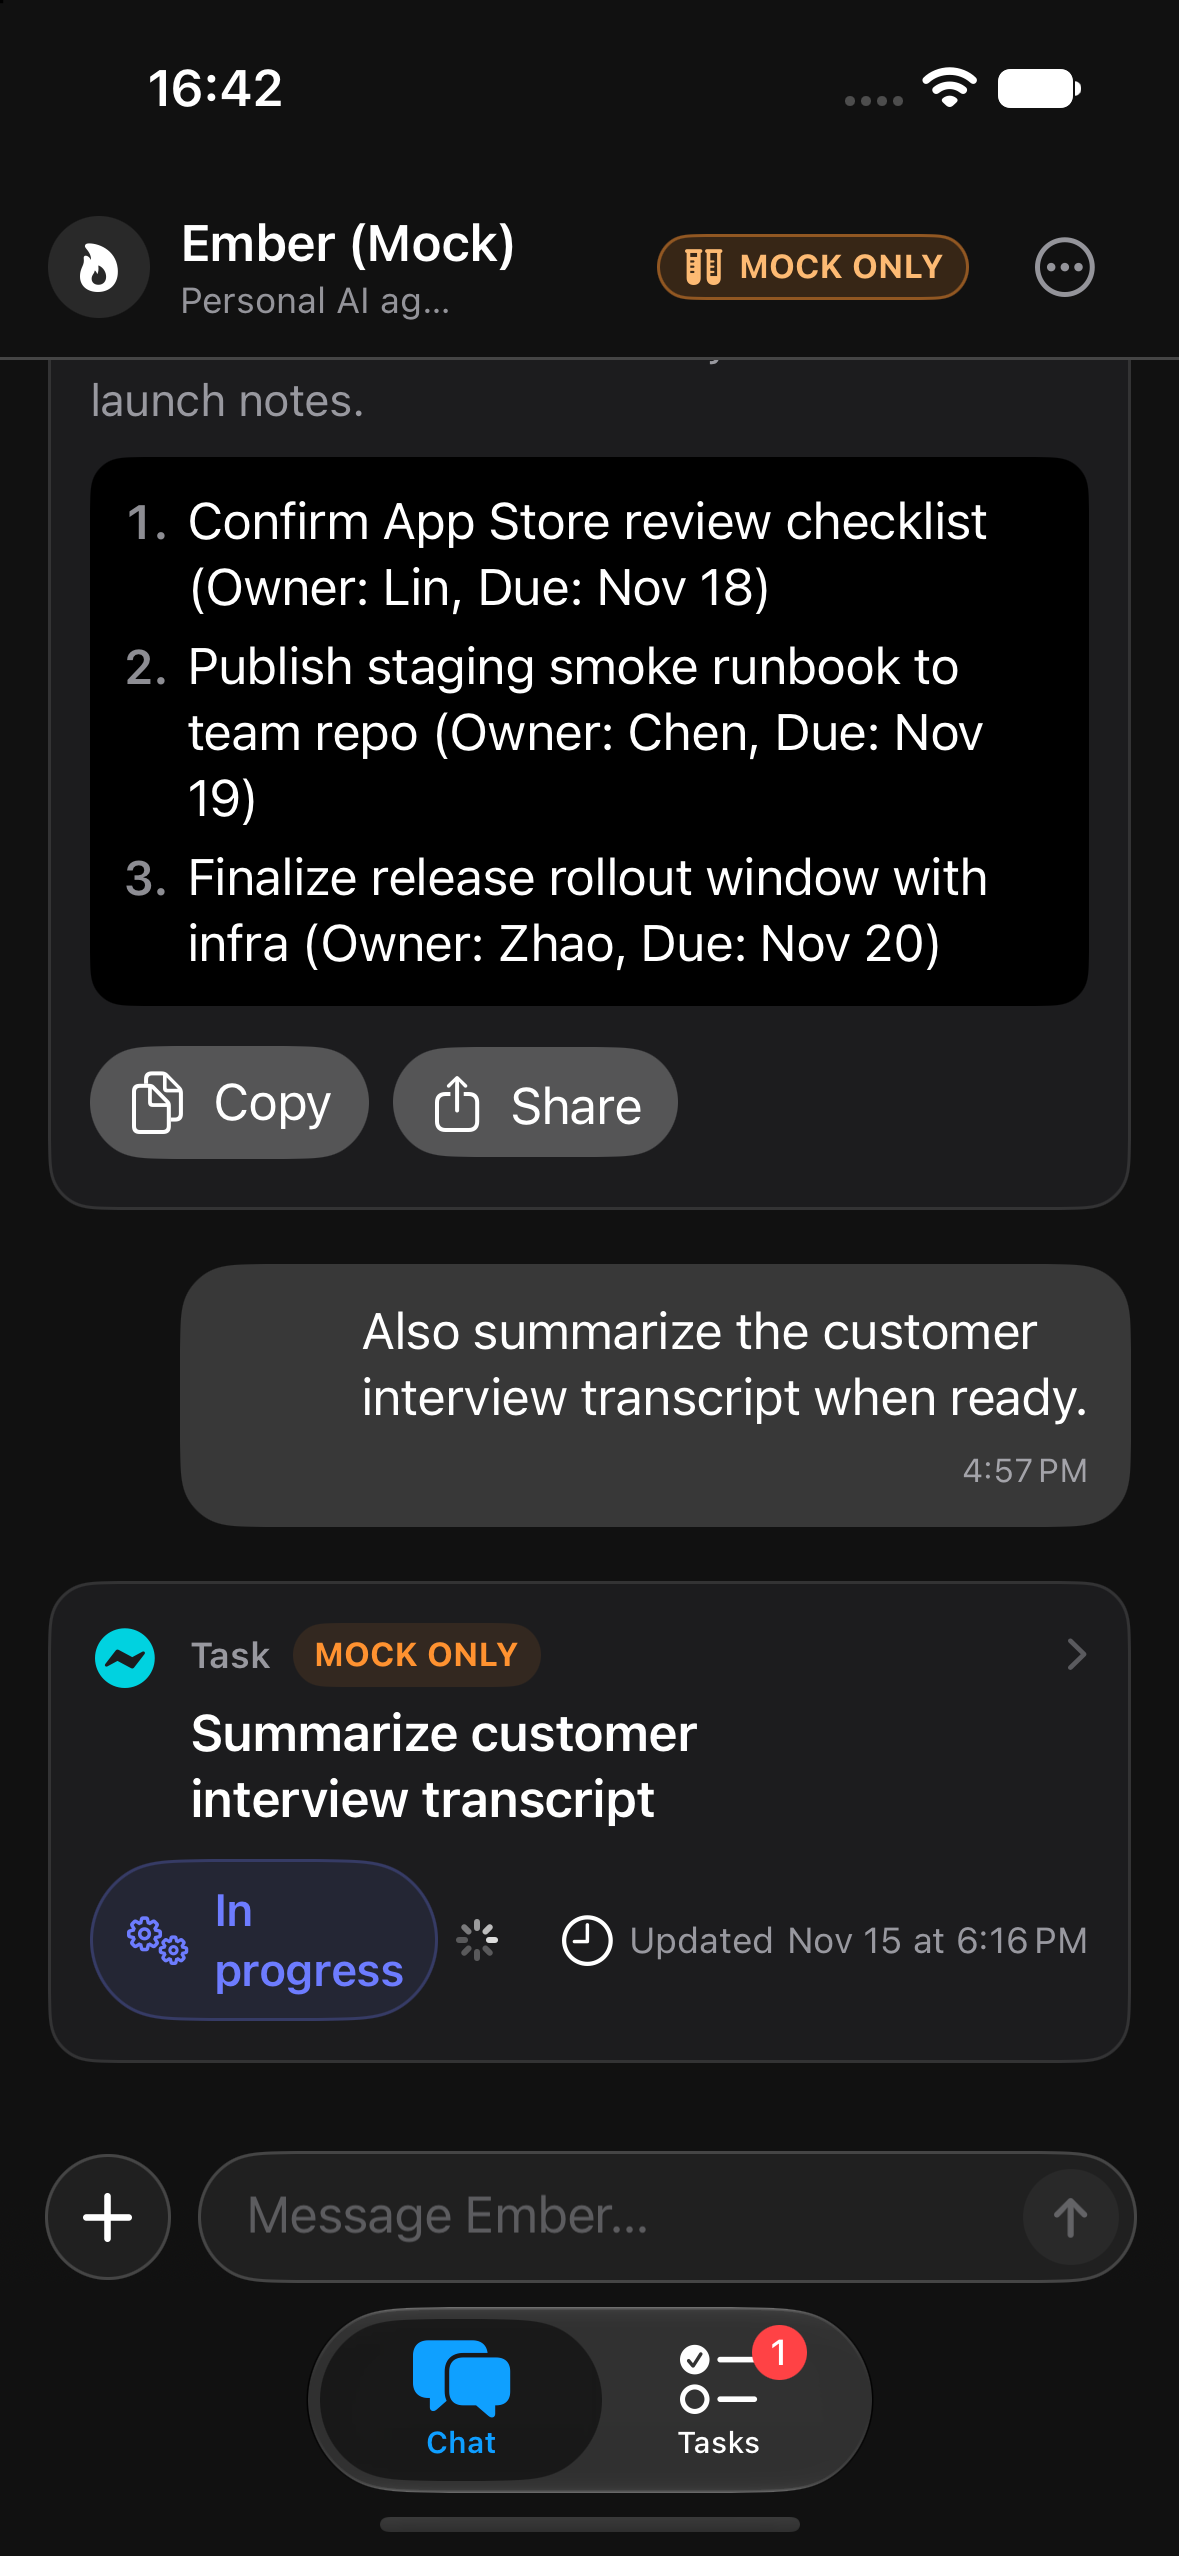 16:42
Ember (Mock)
Personal AI ag...
MOCK ONLY
launch notes.
1. Confirm App Store review checklist
(Owner: Lin, Due: Nov 18)
2. Publish staging smoke runbook to
team repo (Owner: Chen, Due: Nov
19)
3. Finalize release rollout window with
infra (Owner: Zhao, Due: Nov 20)
Copy
Share
Also summarize the customer
interview transcript when ready.
4:57 PM
Task
MOCK ONLY
Summarize customer
interview transcript
In
progress
Updated Nov 15 at 6:16 PM
Message Ember...
1
Chat
Tasks